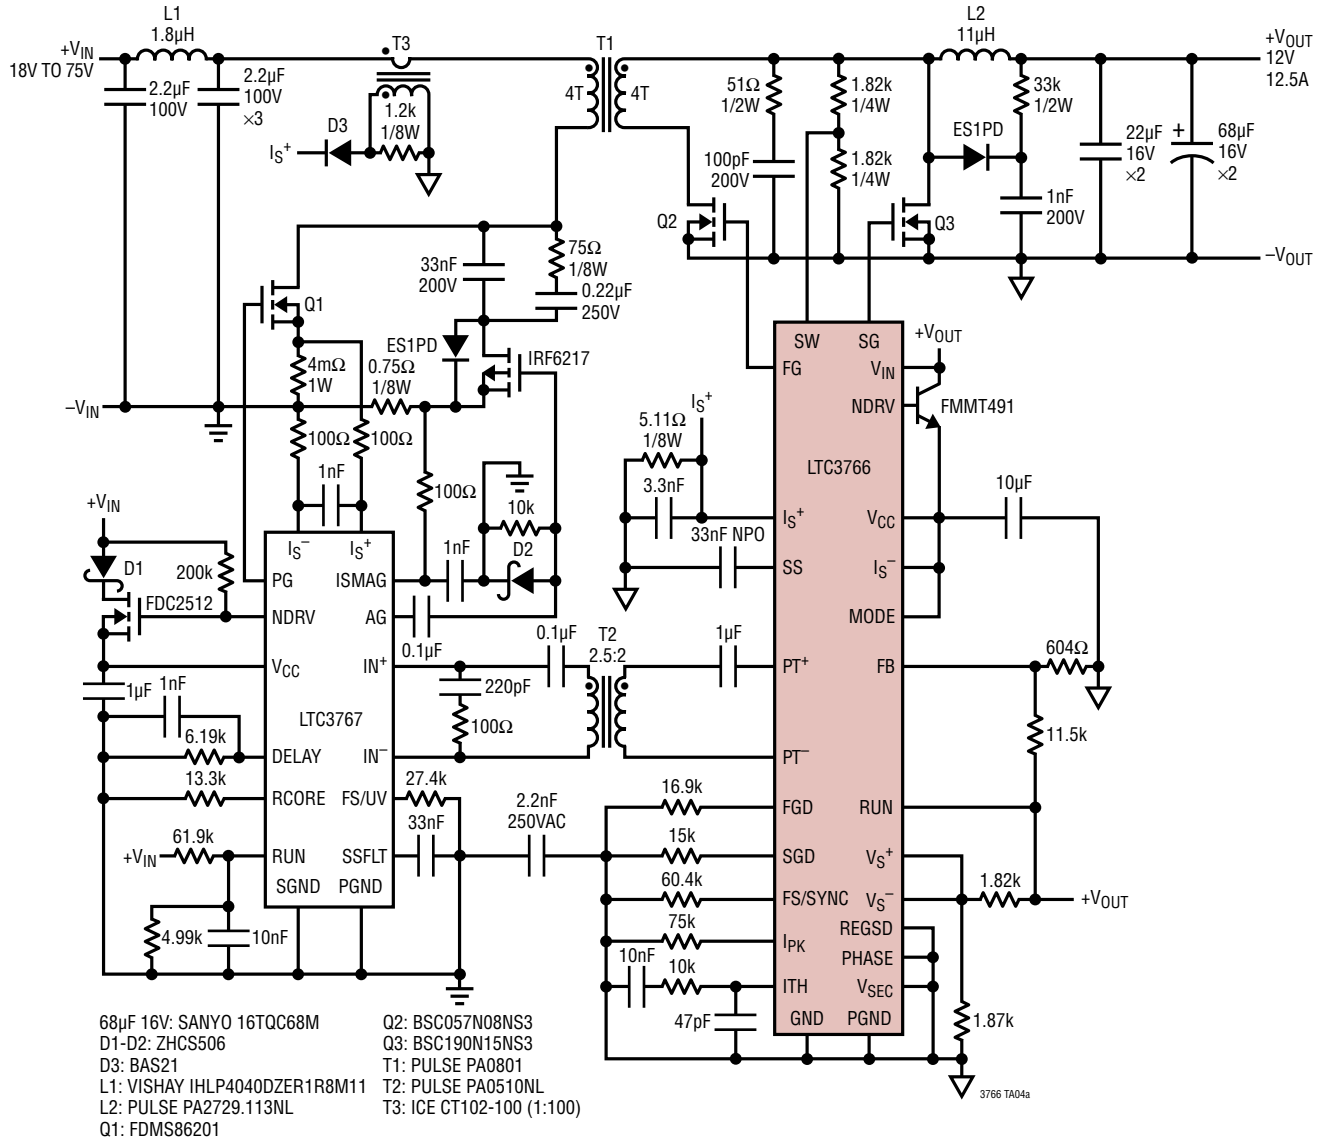 L1
1.8µH
+VIN
18V TO 75V
2.2µF
100V
2.2µF
100V
×3
T3
1.2k
1/8W
D3
IS+
T1
4T
4T
51Ω
1/2W
100pF
200V
1.82k
1/4W
1.82k
1/4W
L2
11µH
33k
1/2W
ES1PD
1nF
200V
22µF
16V
×2
+
68µF
16V
×2
+VOUT
12V
12.5A
–VOUT
Q2
Q3
33nF
200V
75Ω
1/8W
0.22µF
250V
Q1
4mΩ
1W
ES1PD
0.75Ω
1/8W
IRF6217
–VIN
100Ω
100Ω
1nF
100Ω
10k
1nF
D2
+VIN
D1
200k
FDC2512
IS–
IS+
PG
ISMAG
NDRV
AG
0.1µF
VCC
IN+
1µF
1nF
LTC3767
6.19k
DELAY
IN–
13.3k
RCORE
FS/UV
27.4k
61.9k
+VIN
RUN
SSFLT
33nF
SGND
PGND
4.99k
10nF
220pF
100Ω
0.1µF
T2
2.5:2
1µF
2.2nF
250VAC
SW
SG
FG
VIN
+VOUT
NDRV
FMMT491
LTC3766
IS+
5.11Ω
1/8W
3.3nF
IS+
33nF NPO
SS
VCC
10µF
IS–
MODE
PT+
FB
604Ω
11.5k
PT–
16.9k
FGD
RUN
15k
SGD
VS+
60.4k
FS/SYNC
VS–
1.82k
+VOUT
75k
IPK
REGSD
PHASE
10nF
10k
ITH
VSEC
47pF
GND
PGND
1.87k
68µF 16V: SANYO 16TQC68M
D1-D2: ZHCS506
D3: BAS21
L1: VISHAY IHLP4040DZER1R8M11
L2: PULSE PA2729.113NL
Q1: FDMS86201
Q2: BSC057N08NS3
Q3: BSC190N15NS3
T1: PULSE PA0801
T2: PULSE PA0510NL
T3: ICE CT102-100 (1:100)
3766 TA04a